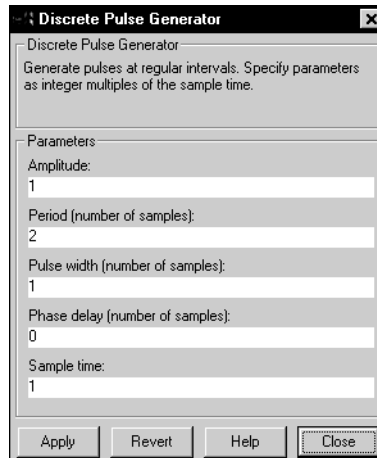 Discrete Pulse Generator
Discrete Pulse Generator
Generate pulses at regular intervals. Specify parameters
as integer multiples of the sample time.
Parameters
Amplitude:
1
Period (number of samples):
2
Pulse width (number of samples):
1
Phase delay (number of samples):
0
Sample time:
1
Apply Revert Help Close